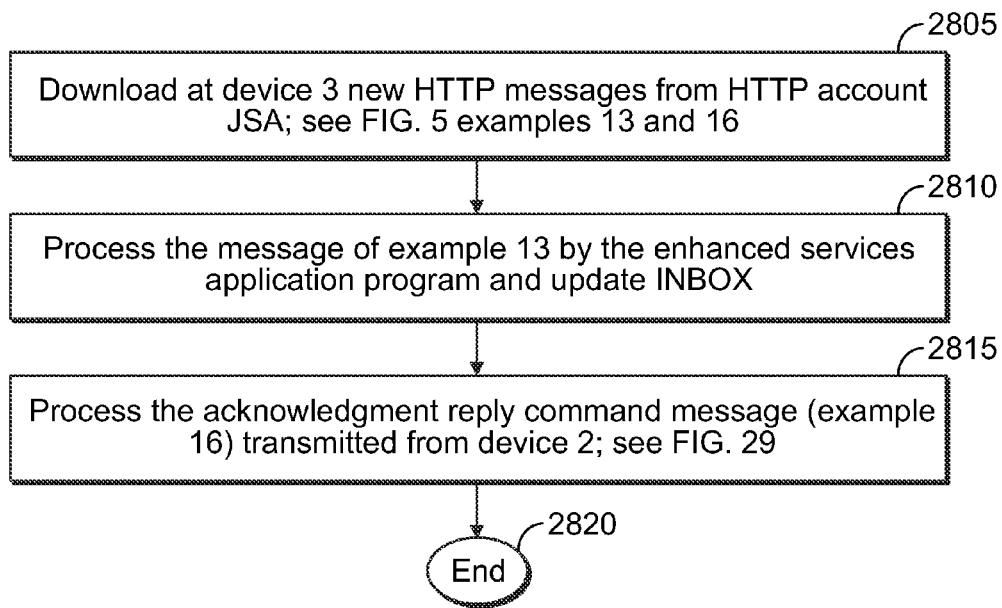 2805
Download at device 3 new HTTP messages from HTTP account
JSA; see FIG. 5 examples 13 and 16
2810
Process the message of example 13 by the enhanced services
application program and update INBOX
2815
Process the acknowledgment reply command message (example
16) transmitted from device 2; see FIG. 29
2820
End